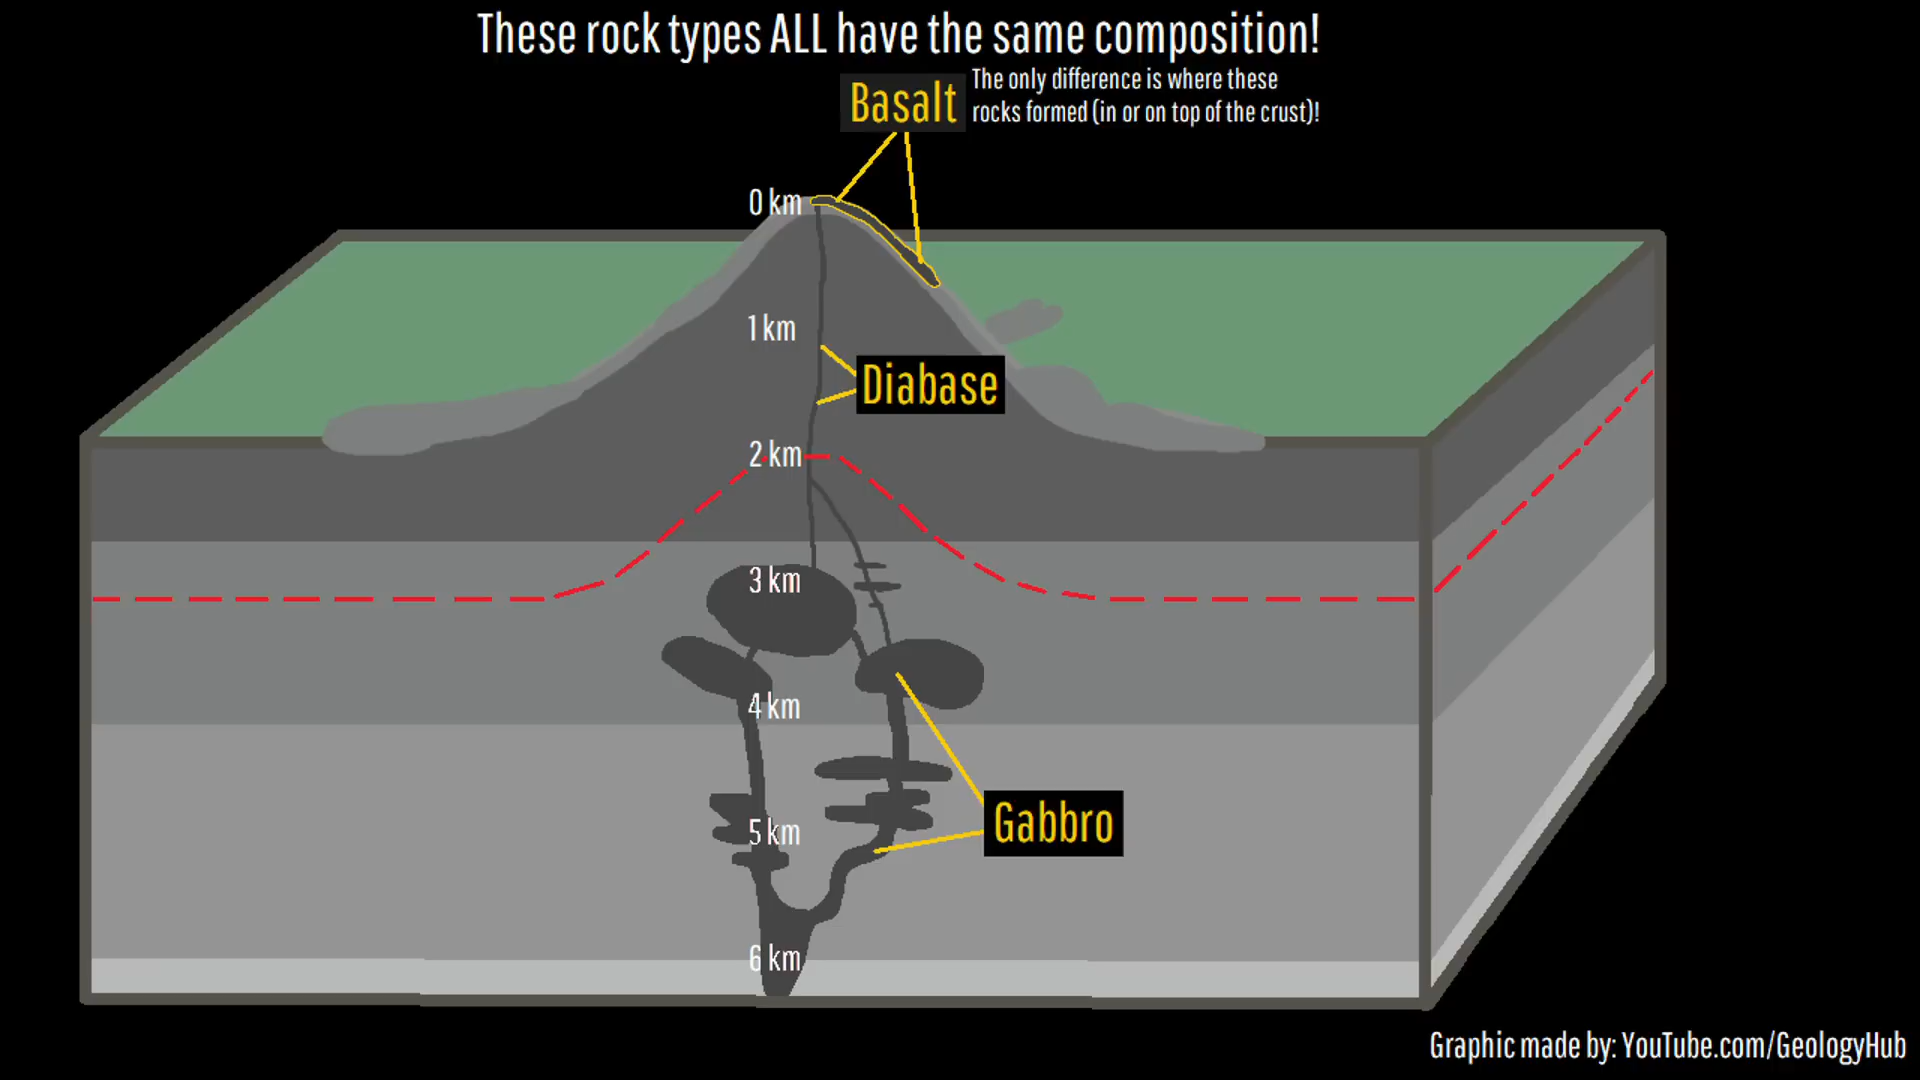 These rock types ALL have the same composition!
Basalt
The only difference is where these
rocks formed (in or on top of the crust)!
0 km
1 km
Diabase
2 km
3 km
4 km
5 km
Gabbro
6 km
Graphic made by: YouTube.com/GeologyHub